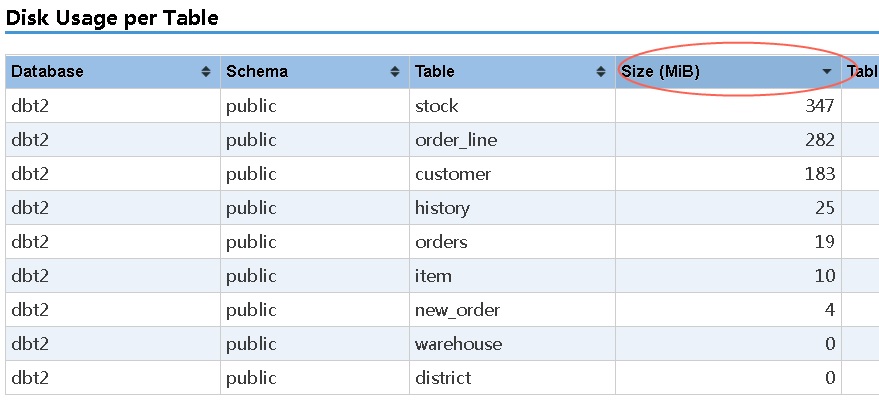 Disk Usage per Table
Database Schema Table Size (MiB) Tabl
dbt2 public stock 347
dbt2 public order_line 282
dbt2 public customer 183
dbt2 public history 25
dbt2 public orders 19
dbt2 public item 10
dbt2 public new_order 4
dbt2 public warehouse 0
dbt2 public district 0